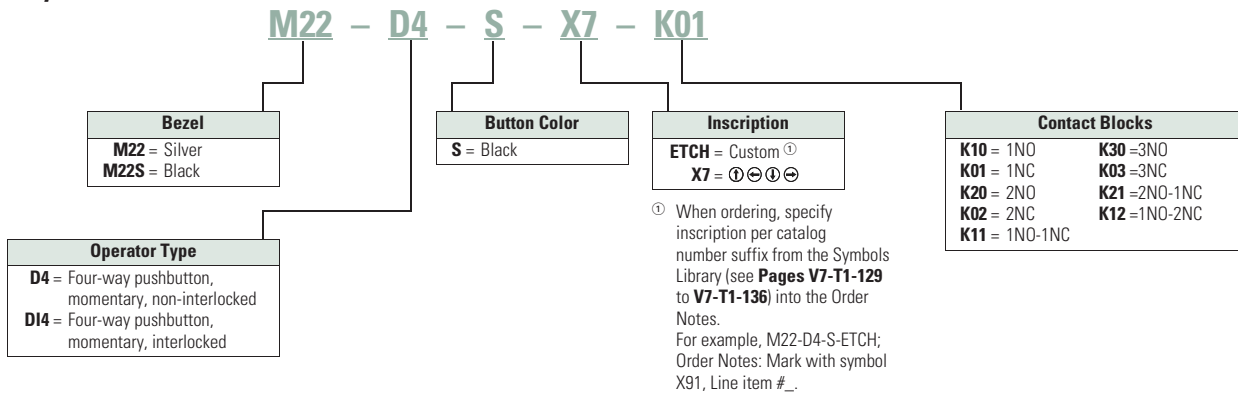 M22 – D4 – S – X7 – K01
Bezel
M22 = Silver
M22S = Black
Operator Type
D4 = Four-way pushbutton,
momentary, non-interlocked
DI4 = Four-way pushbutton,
momentary, interlocked
Button Color
S = Black
Inscription
ETCH = Custom ①
X7 = ↑ ← ↓ →
① When ordering, specify
inscription per catalog
number suffix from the Symbols
Library (see Pages V7-T1-129
to V7-T1-136) into the Order
Notes.
For example, M22-D4-S-ETCH;
Order Notes: Mark with symbol
X91, Line item #_.
Contact Blocks
K10 = 1NO K30 =3NO
K01 = 1NC K03 =3NC
K20 = 2NO K21 =2NO-1NC
K02 = 2NC K12 =1NO-2NC
K11 = 1NO-1NC